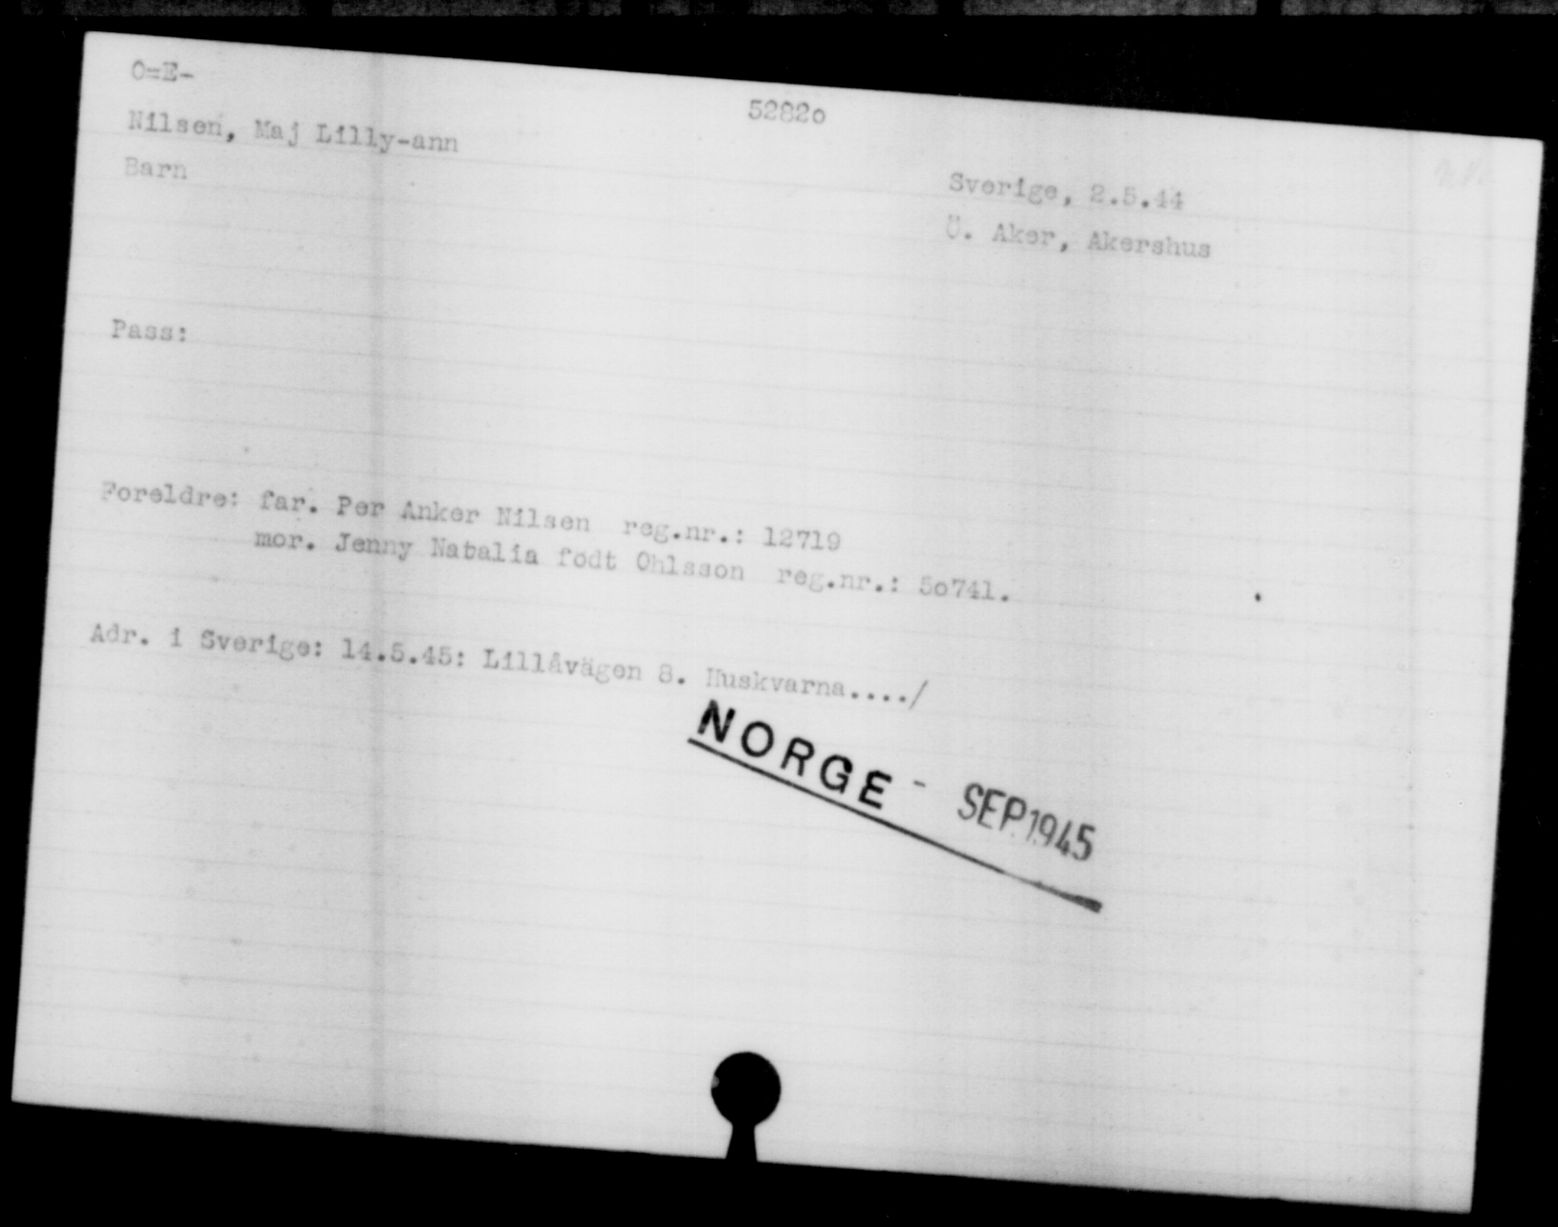 O=E-
5282o
Nilsen, Maj Lilly-ann
Barn
Sverige, 2.5.44
Ö. Aker, Akershus
Pass:
Foreldre: far. Per Anker Nilsen reg.nr.: 12719
mor. Jenny Natalia født Ohlsson reg.nr.: 5o741.
Adr. i Sverige: 14.5.45: Lillåvägen 8. Huskvarna..../
NORGE - SEP 1945